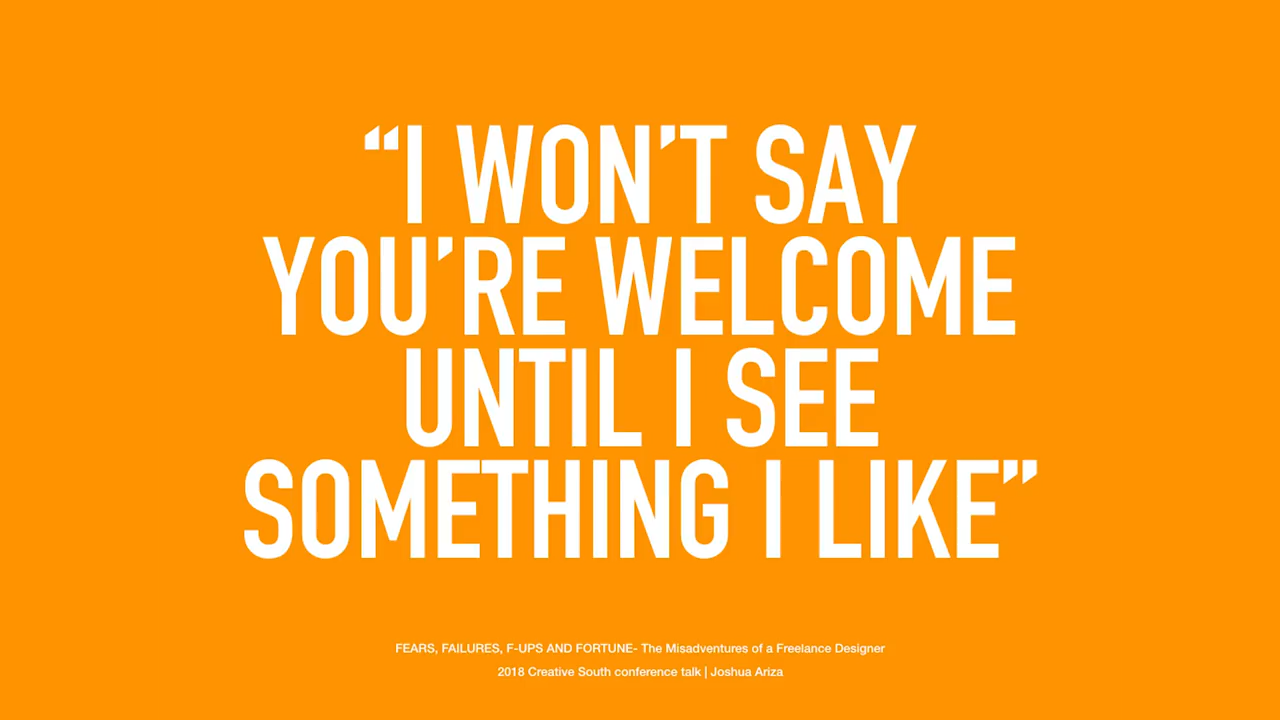 “I WON’T SAY
YOU’RE WELCOME
UNTIL I SEE
SOMETHING I LIKE”
FEARS, FAILURES, F-UPS AND FORTUNE- The Misadventures of a Freelance Designer
2018 Creative South conference talk | Joshua Ariza